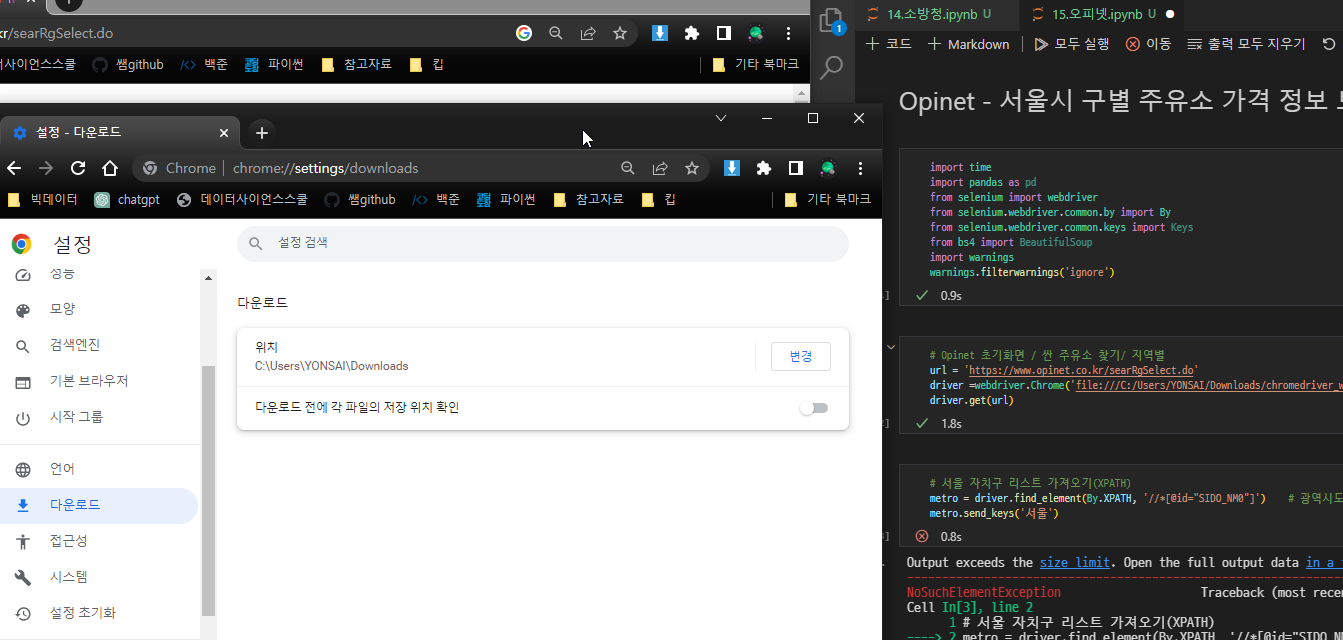 kr/searRgSelect.do
터사이언스스쿨 쌤github 백준 파이썬 참고자료 킵 기타 북마크
설정 - 다운로드
Chrome chrome://settings/downloads
빅데이터 chatgpt 데이터사이언스스쿨 쌤github 백준 파이썬 참고자료 킵 기타 북마크
설정
설정 검색
성능
모양
검색엔진
기본 브라우저
시작 그룹
언어
다운로드
접근성
시스템
설정 초기화
다운로드
위치
C:\Users\YONSAI\Downloads
변경
다운로드 전에 각 파일의 저장 위치 확인
1
14.소방청.ipynb U
15.오피넷.ipynb U
코드 Markdown 모두 실행 이동 출력 모두 지우기
Opinet - 서울시 구별 주유소 가격 정보
import time
import pandas as pd
from selenium import webdriver
from selenium.webdriver.common.by import By
from selenium.webdriver.common.keys import Keys
from bs4 import BeautifulSoup
import warnings
warnings.filterwarnings('ignore')
0.9s
# Opinet 초기화면 / 싼 주유소 찾기/ 지역별
url = 'https://www.opinet.co.kr/searRgSelect.do'
driver =webdriver.Chrome('file:///C:/Users/YONSAI/Downloads/chromedriver_w
driver.get(url)
1.8s
# 서울 자치구 리스트 가져오기(XPATH)
metro = driver.find_element(By.XPATH, '//*[@id="SIDO_NM0"]') # 광역시도
metro.send_keys('서울')
0.8s
Output exceeds the size limit. Open the full output data in a
NoSuchElementException Traceback (most recen
Cell In[3], line 2
1 # 서울 자치구 리스트 가져오기(XPATH)
----> 2 metro = driver.find_element(By.XPATH, '//*[@id="SIDO_N